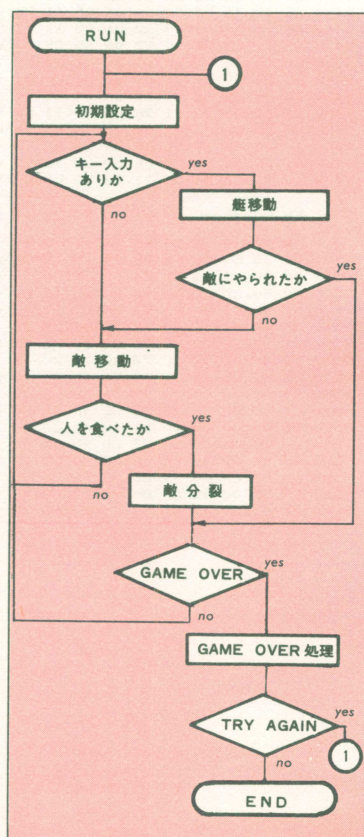 RUN
1
初期設定
キー入力
ありか
yes
no
艇移動
敵にやられたか
yes
no
敵移動
人を食べたか
yes
no
敵分裂
GAME OVER
yes
no
GAME OVER 処理
TRY AGAIN
yes
1
no
END